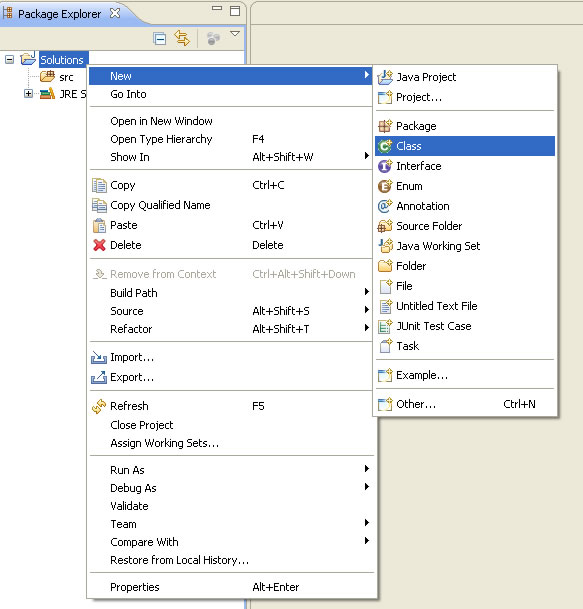 Package Explorer
Solutions
src
JRE S
New
Go Into
Open in New Window
Open Type Hierarchy F4
Show In Alt+Shift+W
Copy Ctrl+C
Copy Qualified Name
Paste Ctrl+V
Delete Delete
Remove from Context Ctrl+Alt+Shift+Down
Build Path
Source Alt+Shift+S
Refactor Alt+Shift+T
Import...
Export...
Refresh F5
Close Project
Assign Working Sets...
Run As
Debug As
Validate
Team
Compare With
Restore from Local History...
Properties Alt+Enter
Java Project
Project...
Package
Class
Interface
Enum
Annotation
Source Folder
Java Working Set
Folder
File
Untitled Text File
JUnit Test Case
Task
Example...
Other... Ctrl+N